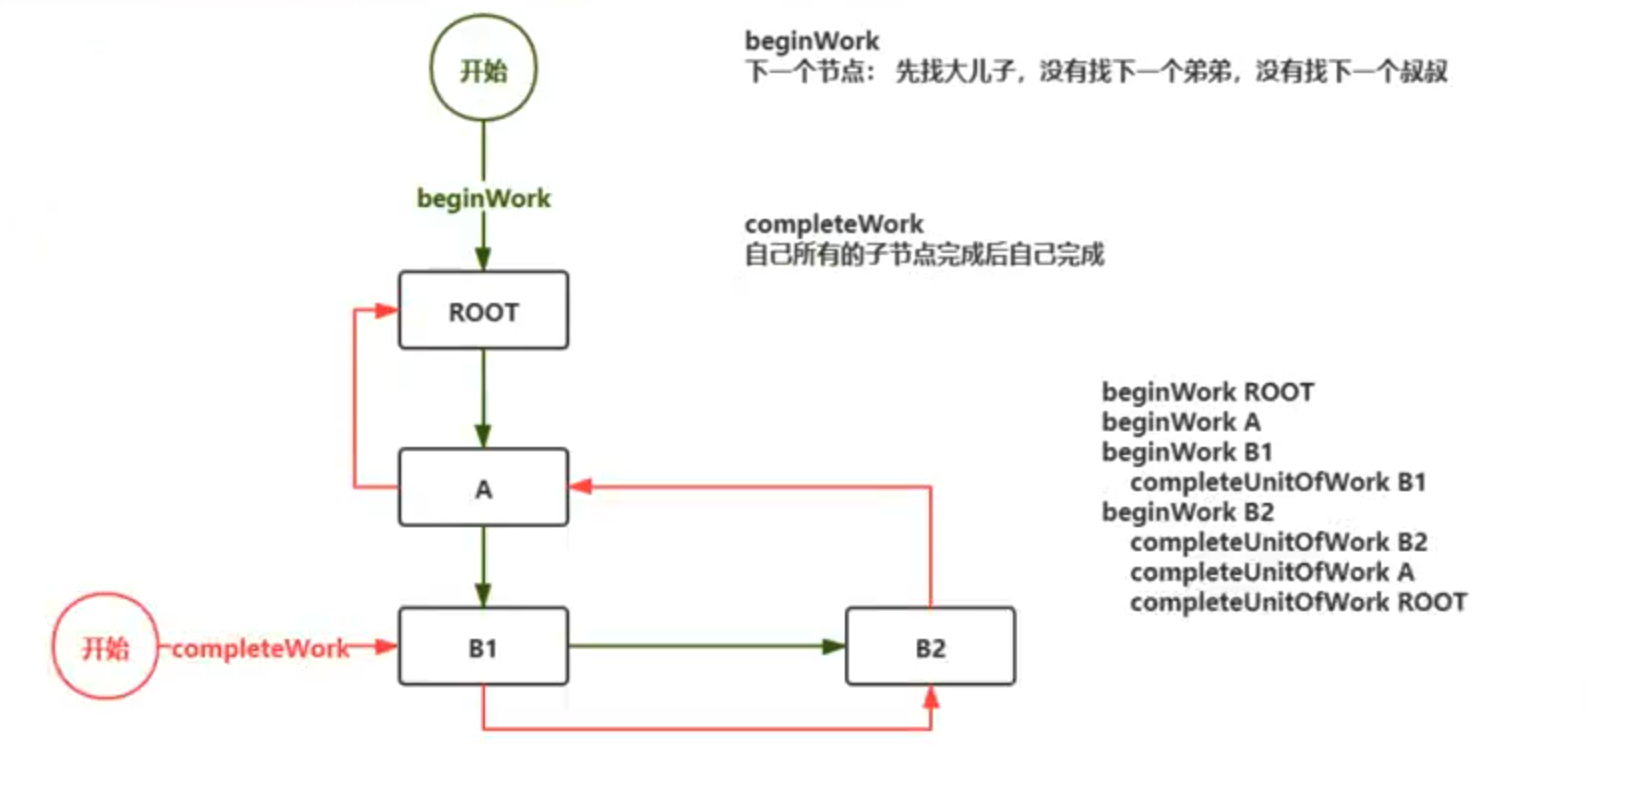 开始
beginWork
下一个节点： 先找大儿子，没有找下一个弟弟，没有找下一个叔叔
beginWork
completeWork
自己所有的子节点完成后自己完成
ROOT
A
beginWork ROOT
beginWork A
beginWork B1
completeUnitOfWork B1
beginWork B2
completeUnitOfWork B2
completeUnitOfWork A
completeUnitOfWork ROOT
开始
completeWork
B1
B2